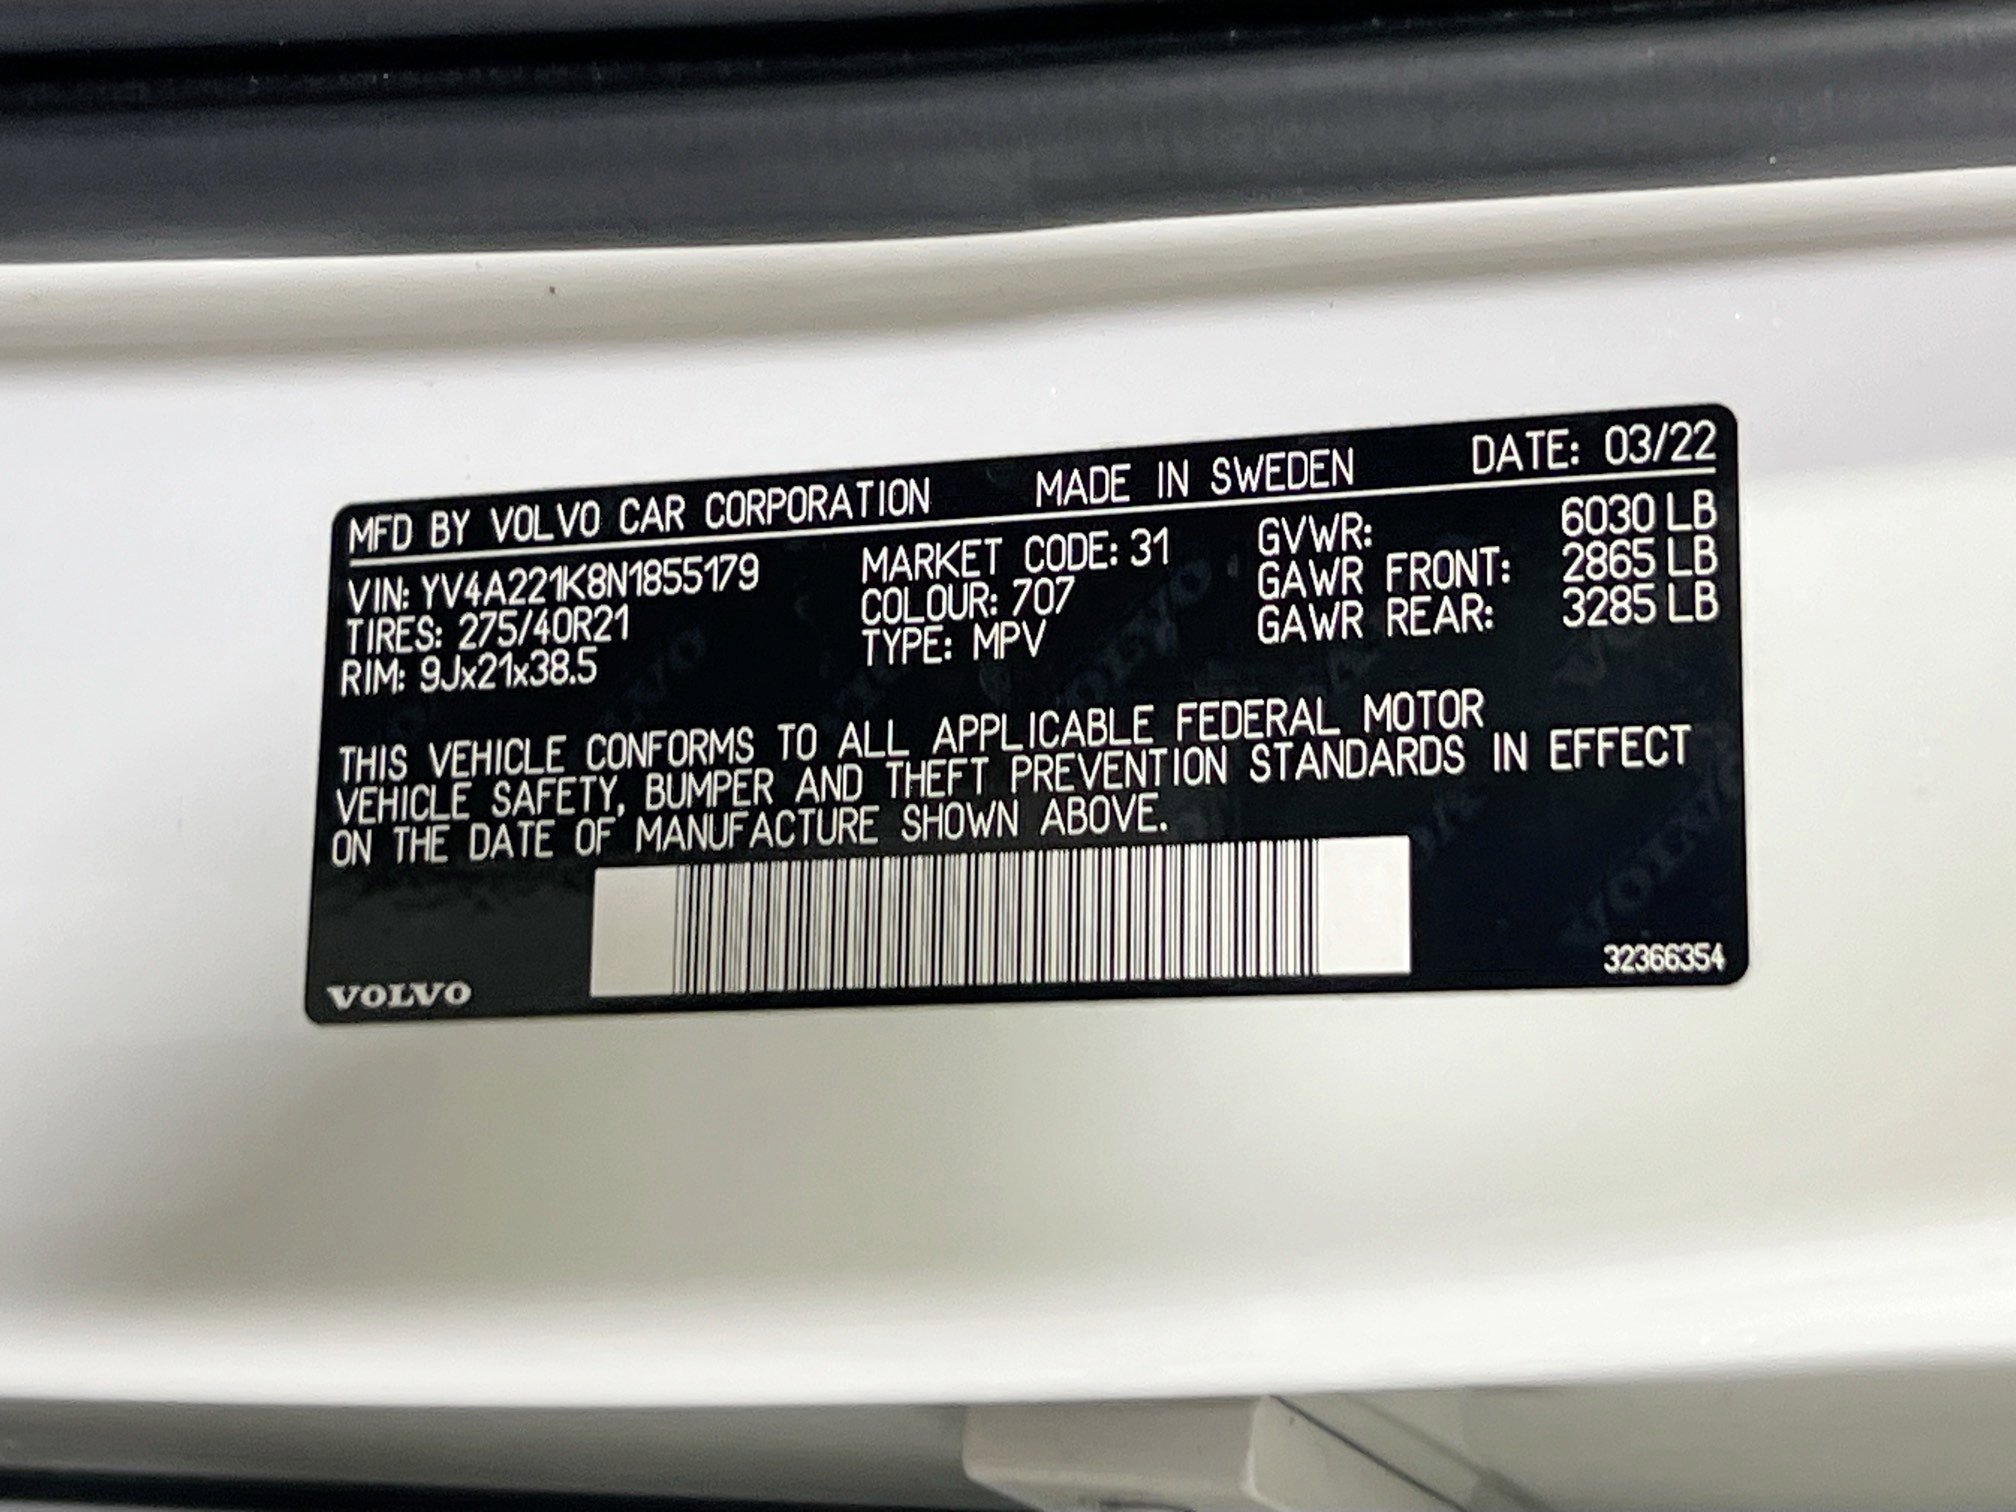 MFD BY VOLVO CAR CORPORATION MADE IN SWEDEN DATE: 03/22
VIN: YV4A221K8N1855179 MARKET CODE: 31 GVWR: 6030 LB
TIRES: 275/40R21 COLOUR: 707 GAWR FRONT: 2865 LB
RIM: 9Jx21x38.5 TYPE: MPV GAWR REAR: 3285 LB
THIS VEHICLE CONFORMS TO ALL APPLICABLE FEDERAL MOTOR
VEHICLE SAFETY, BUMPER AND THEFT PREVENTION STANDARDS IN EFFECT
ON THE DATE OF MANUFACTURE SHOWN ABOVE.
VOLVO 32366354